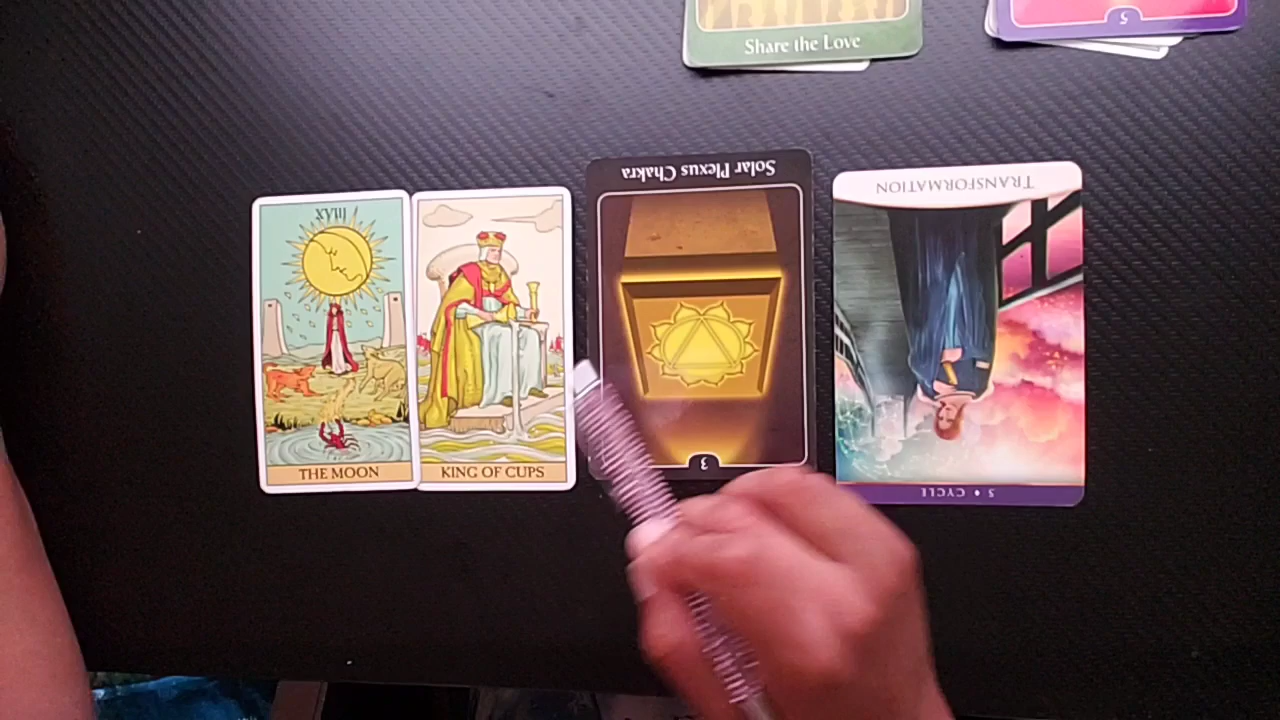 Share the Love
5
XVIII
THE MOON
KING OF CUPS
Solar Plexus Chakra
3
TRANSFORMATION
5 • CYCLE